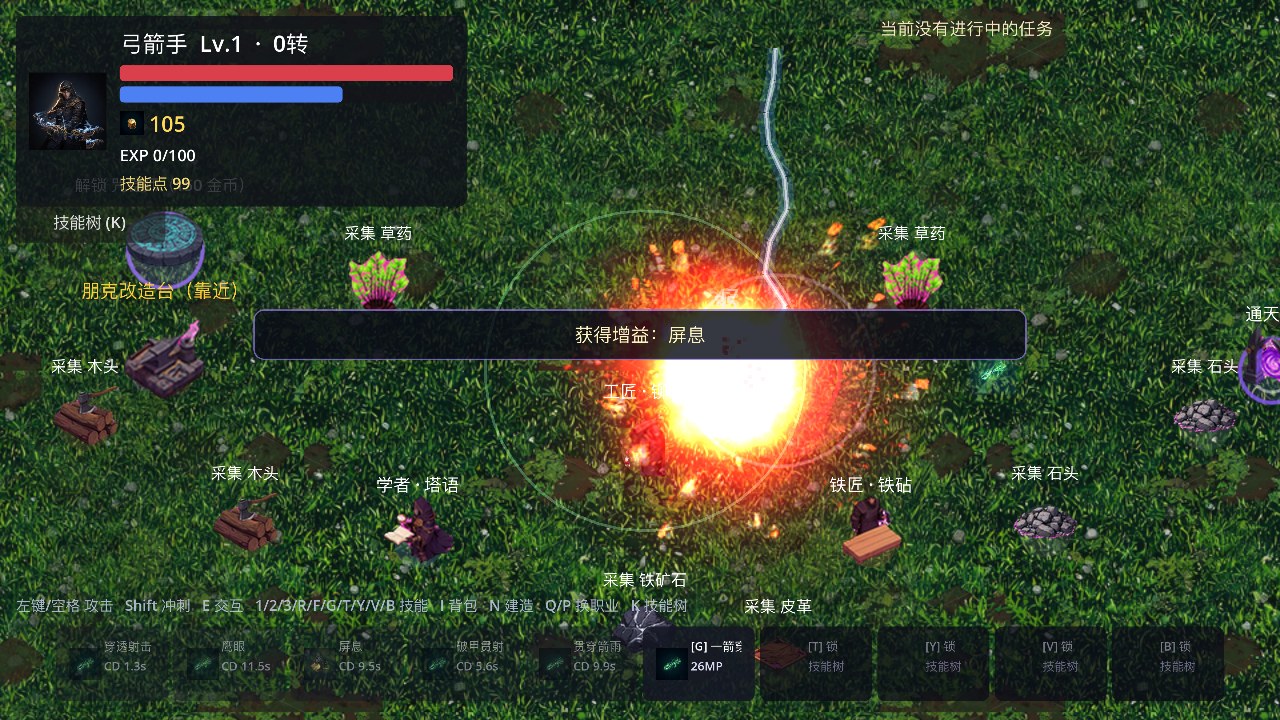 弓箭手 Lv.1 · 0转
当前没有进行中的任务
105
EXP 0/100
技能点 99
金币)
技能树 (K)
采集 草药
采集 草药
朋克改造台（靠近）
获得增益：屏息
通天
采集 木头
采集 石头
工匠 ·
采集 木头
学者 · 塔语
铁匠 · 铁砧
采集 石头
采集 铁矿石
左键/空格 攻击 Shift 冲刺 E 交互 1/2/3/R/F/G/T/Y/V/B 技能 I 背包 N 建造 Q/P 换职业 K 技能树
采集 皮革
穿透射击
CD 1.3s
鹰眼
CD 11.5s
屏息
CD 9.5s
破甲贯射
CD 5.6s
贯穿箭雨
CD 9.9s
[G] 一箭
26MP
[T] 锁
技能树
[Y] 锁
技能树
[V] 锁
技能树
[B] 锁
技能树